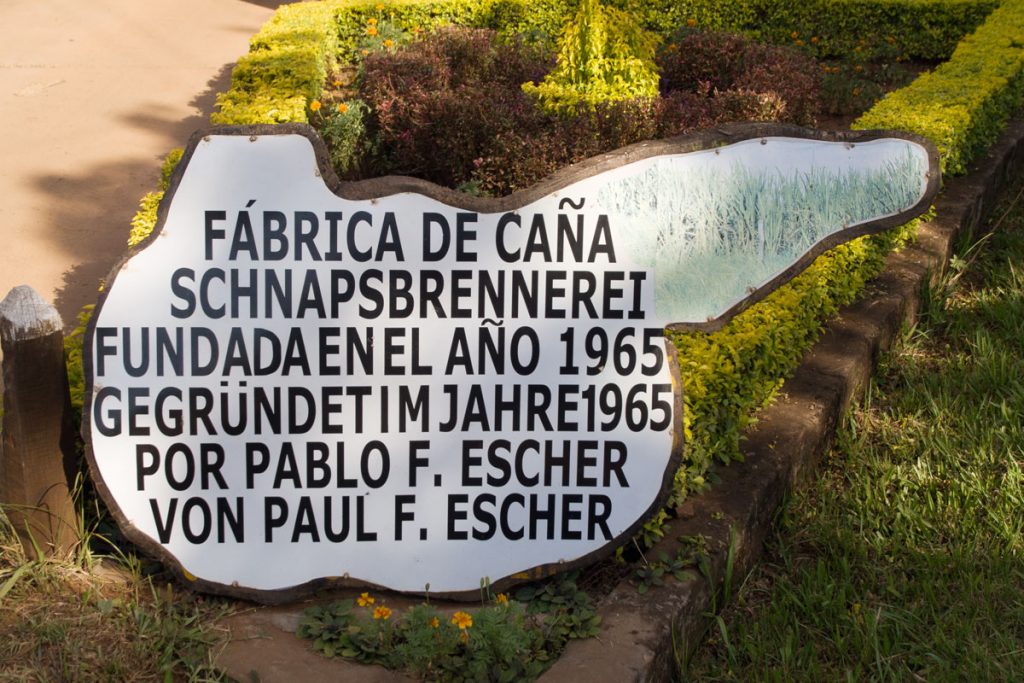 FÁBRICA DE CAÑA
SCHNAPSBRENNEREI
FUNDADA EN EL AÑO 1965
GEGRÜNDET IM JAHRE 1965
POR PABLO F. ESCHER
VON PAUL F. ESCHER